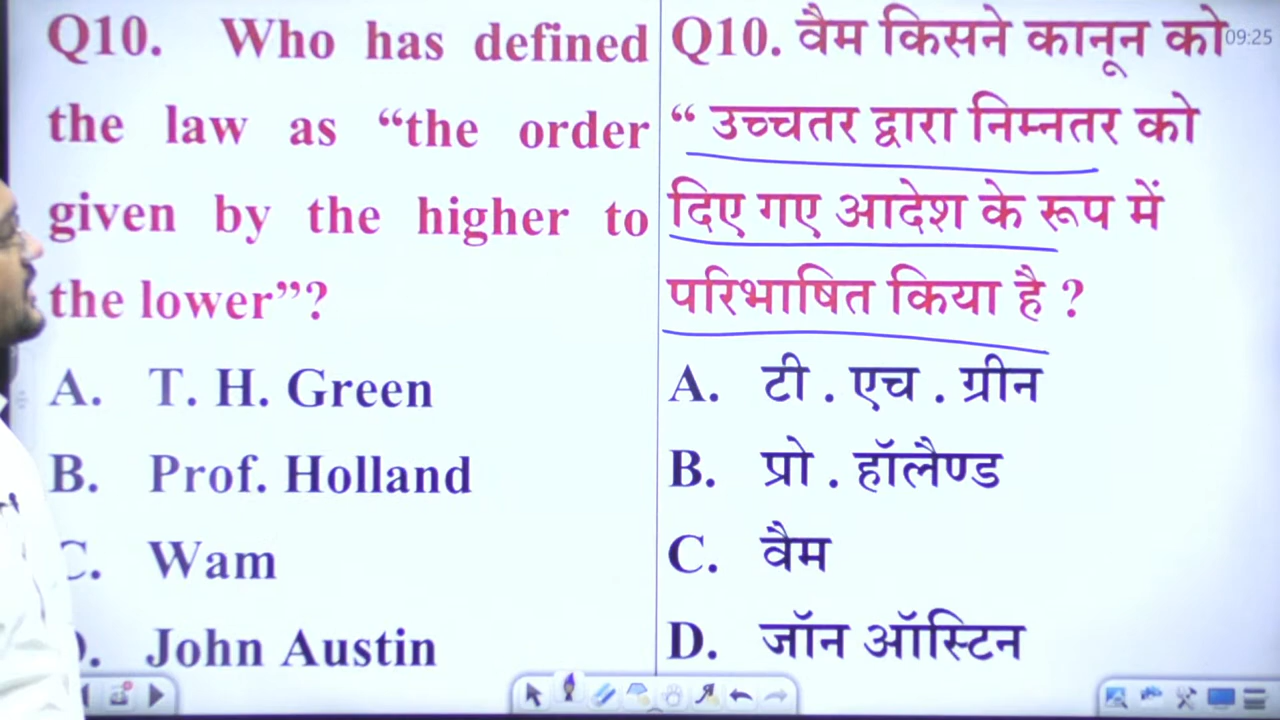 Q10. Who has defined
the law as “the order
given by the higher to
the lower”?
A. T. H. Green
B. Prof. Holland
C. Wam
D. John Austin
Q10. वैम किसने कानून को
“ उच्चतर द्वारा निम्नतर को
दिए गए आदेश के रूप में
परिभाषित किया है ?
A. टी . एच . ग्रीन
B. प्रो . हॉलैण्ड
C. वैम
D. जॉन ऑस्टिन
09:25